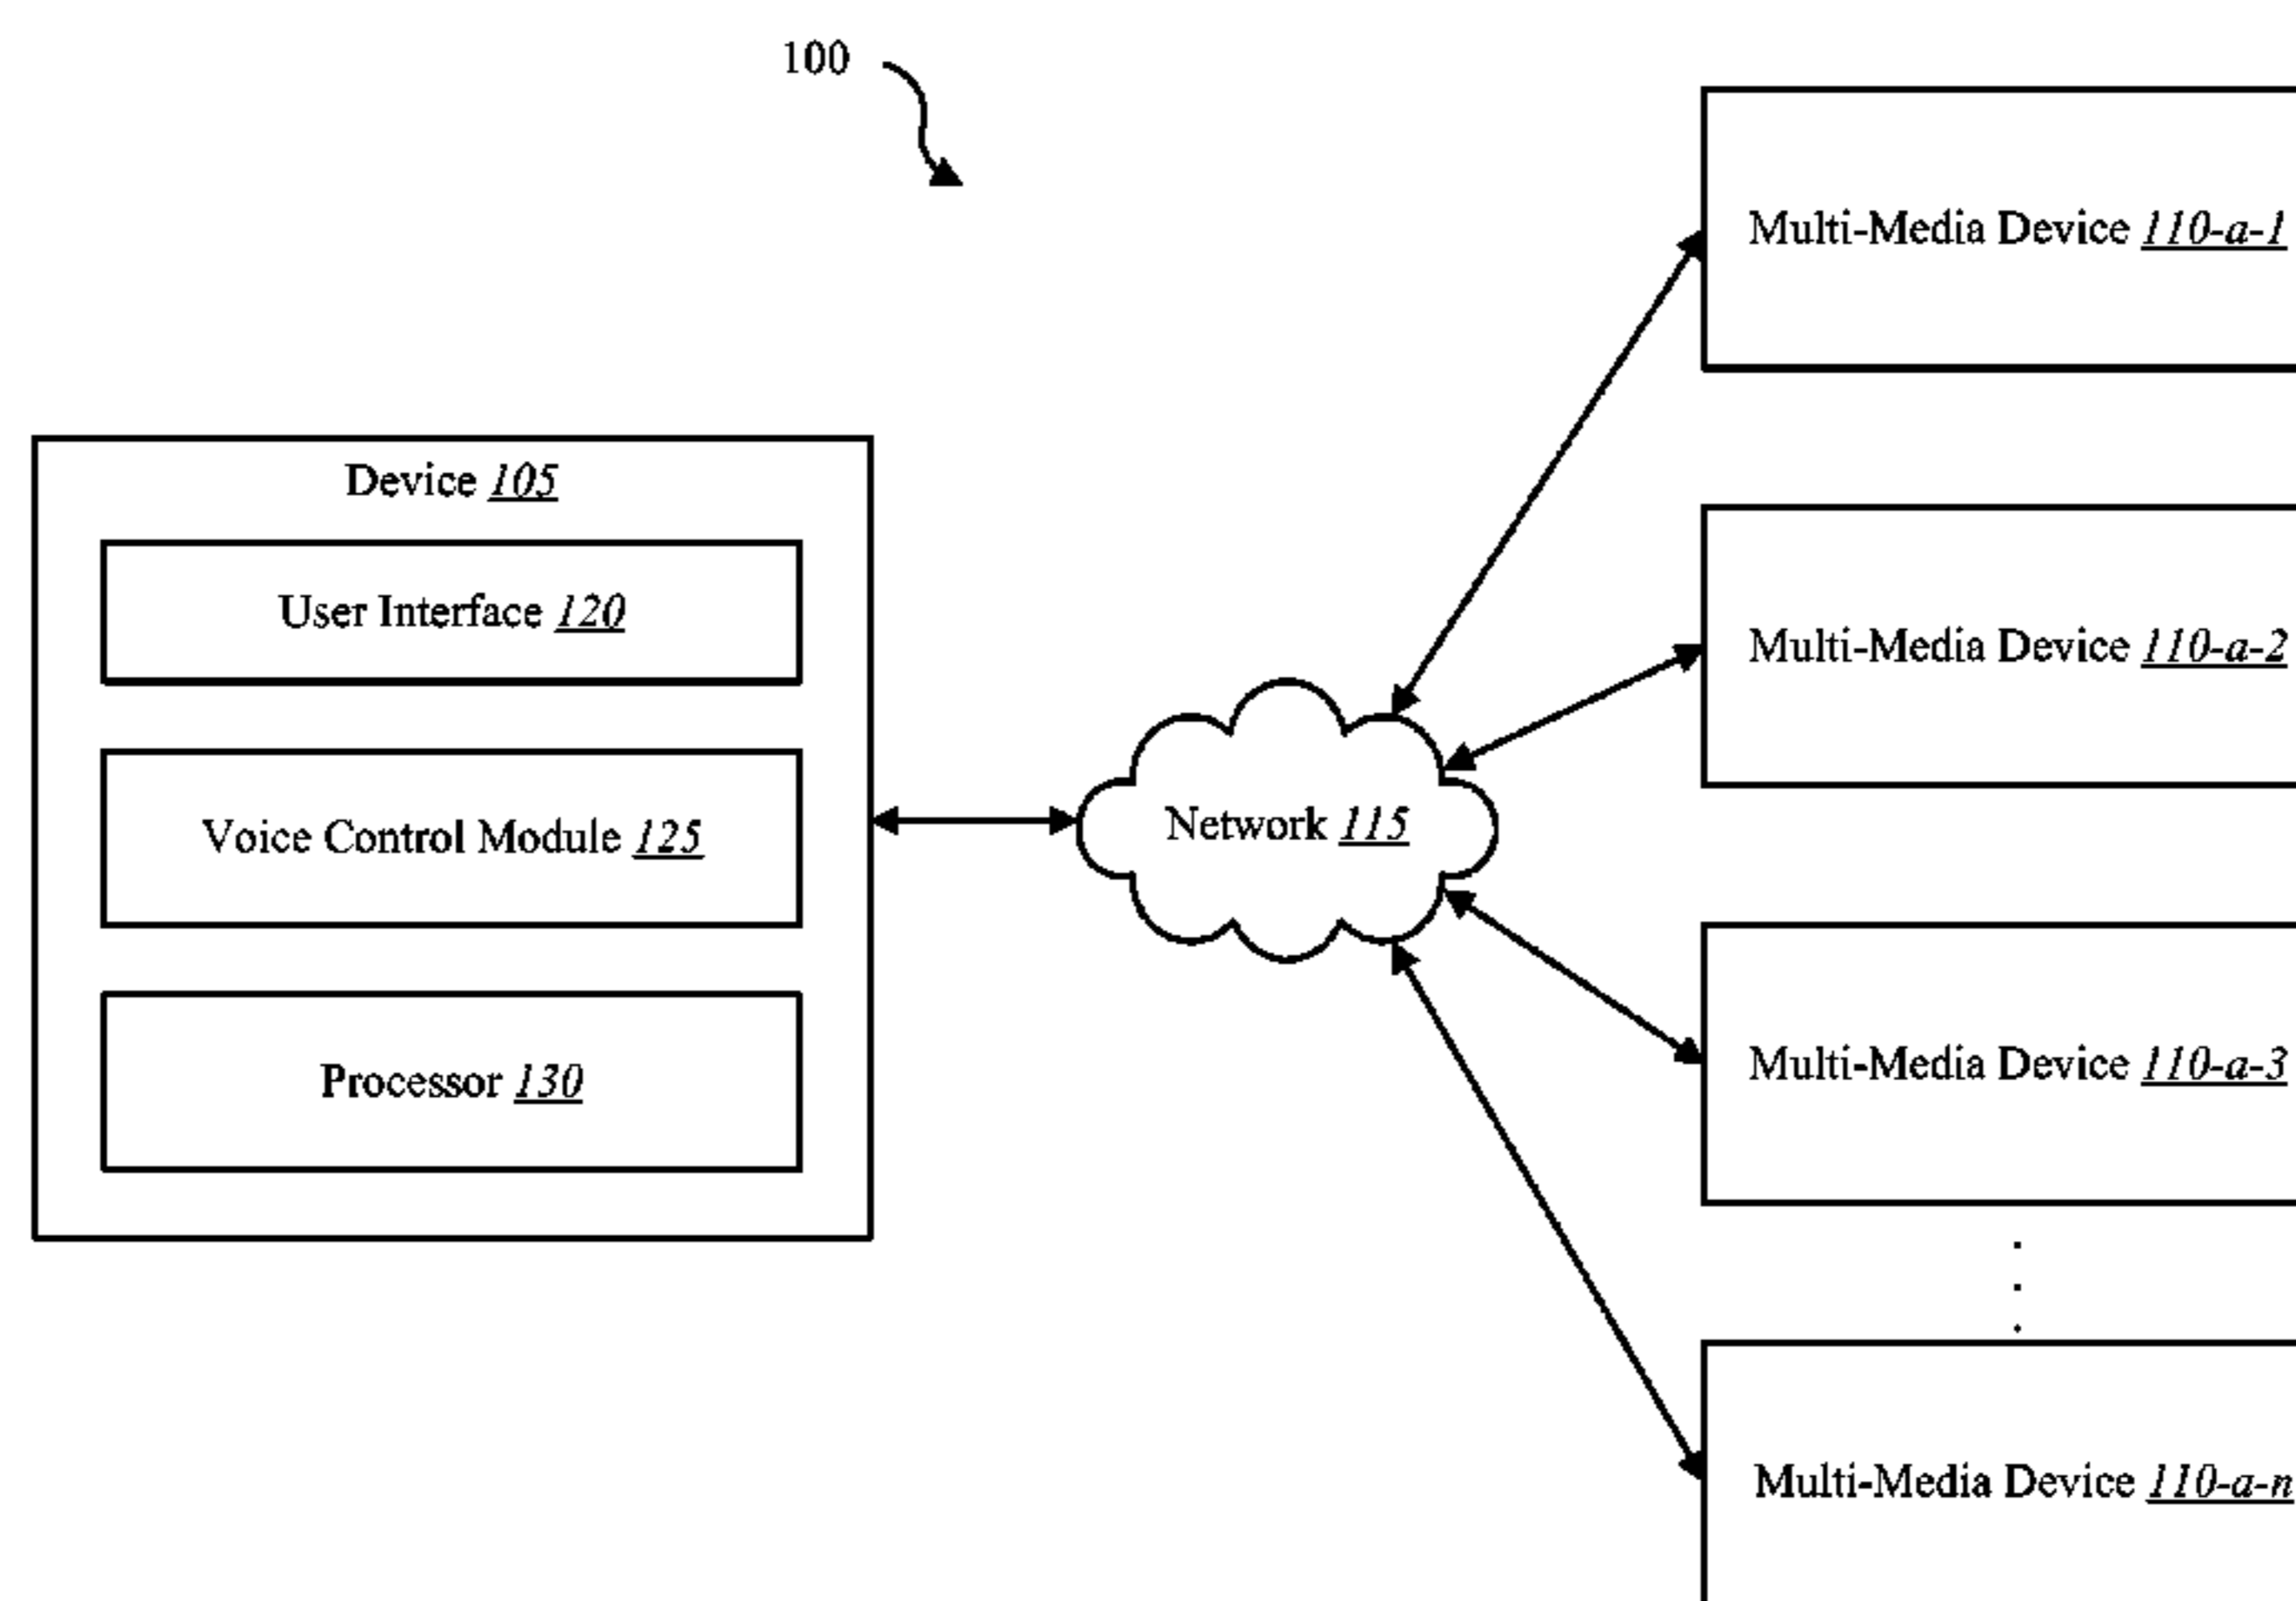 100
Device 105
User Interface 120
Voice Control Module 125
Processor 130
Network 115
Multi-Media Device 110-a-1
Multi-Media Device 110-a-2
Multi-Media Device 110-a-3
Multi-Media Device 110-a-n